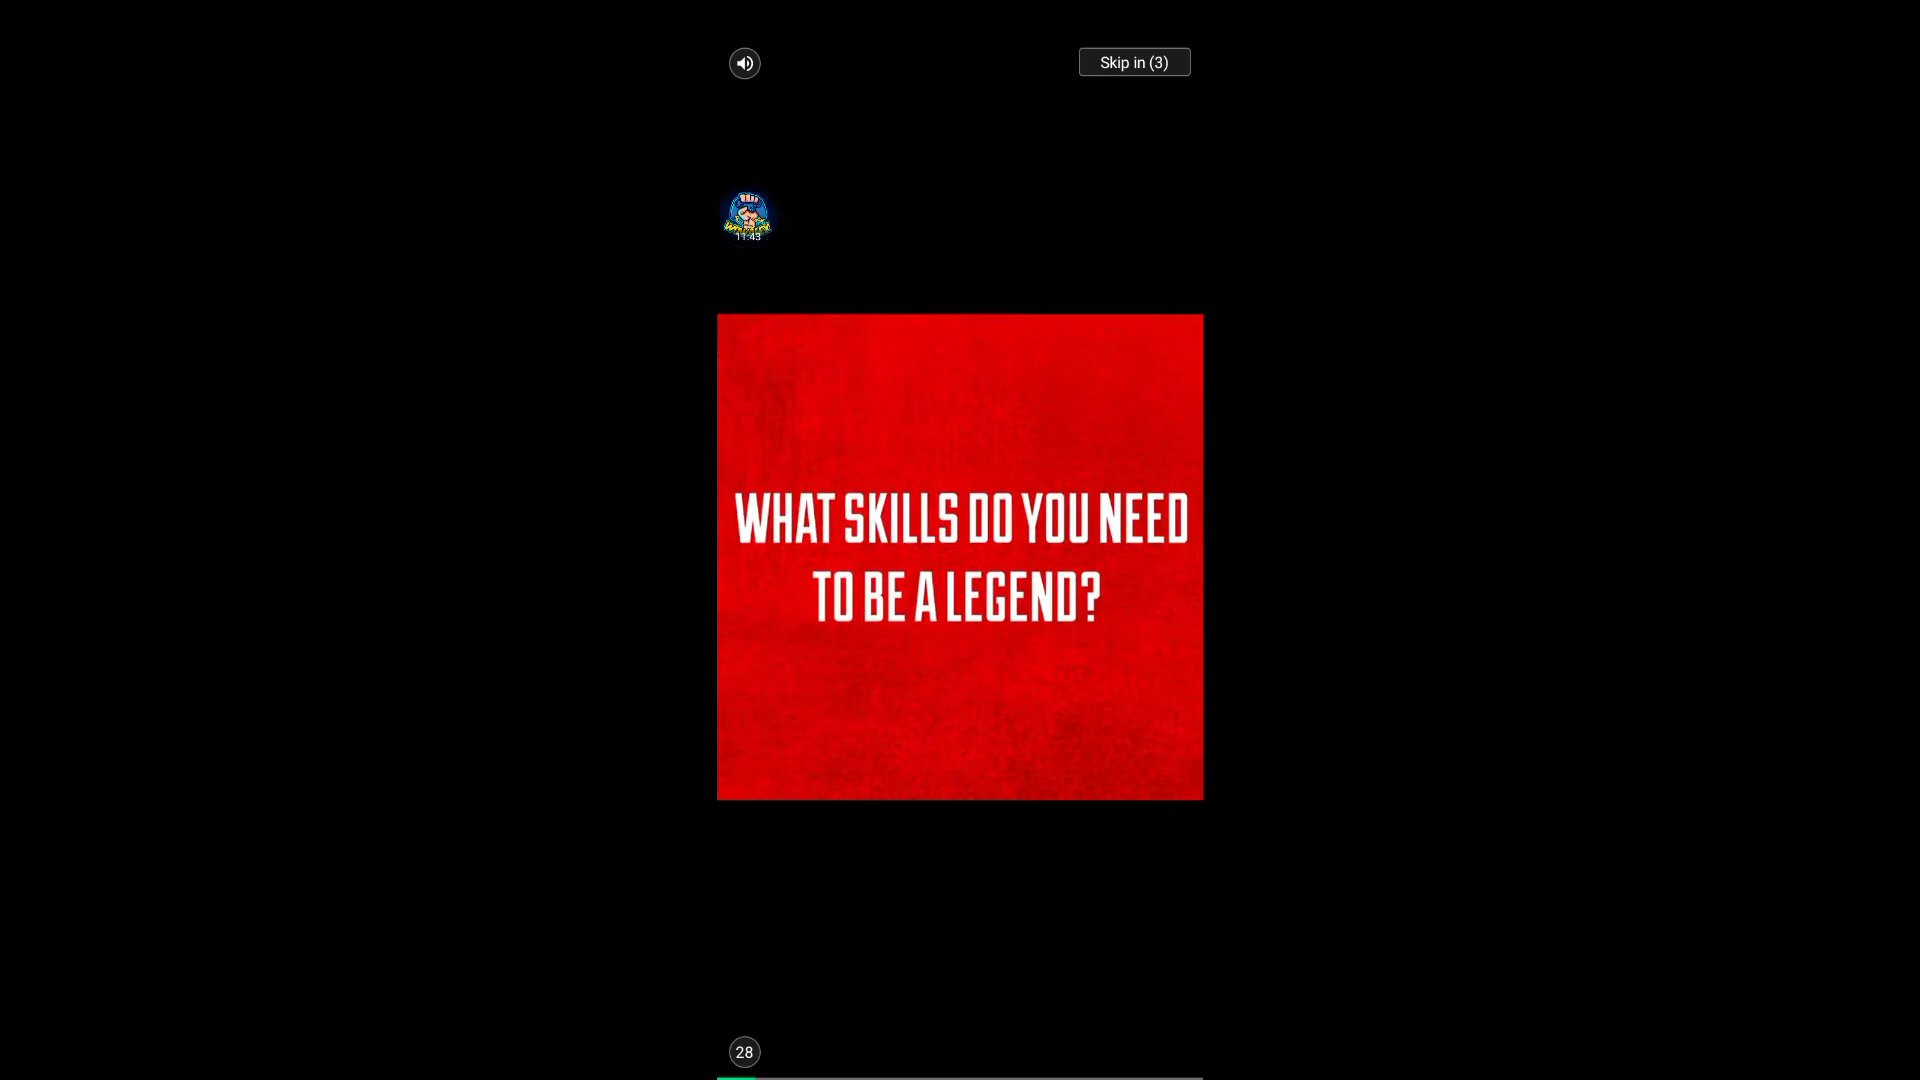 Skip in (3)
11:43
WHAT SKILLS DO YOU NEED
TO BE A LEGEND?
28